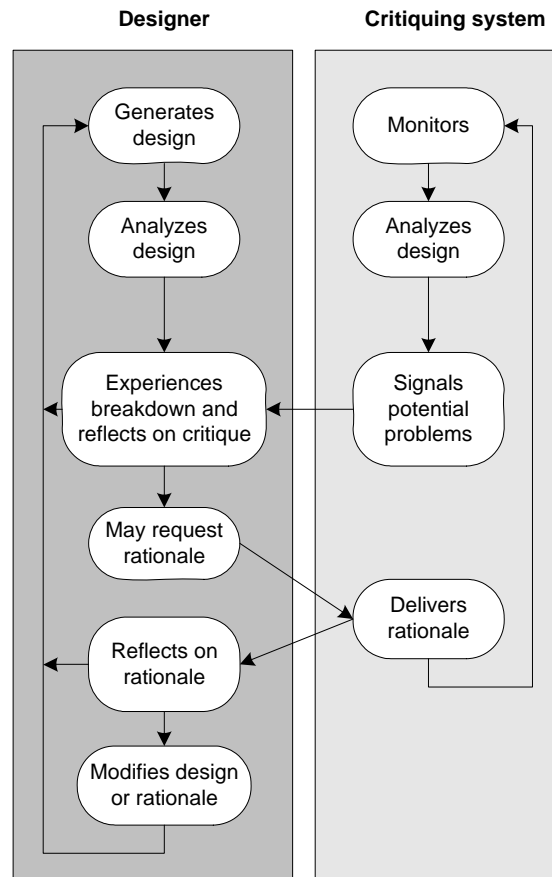 Designer
Critiquing system
Generates
design
Monitors
Analyzes
design
Analyzes
design
Experiences
breakdown and
reflects on critique
Signals
potential
problems
May request
rationale
Delivers
rationale
Reflects on
rationale
Modifies design
or rationale